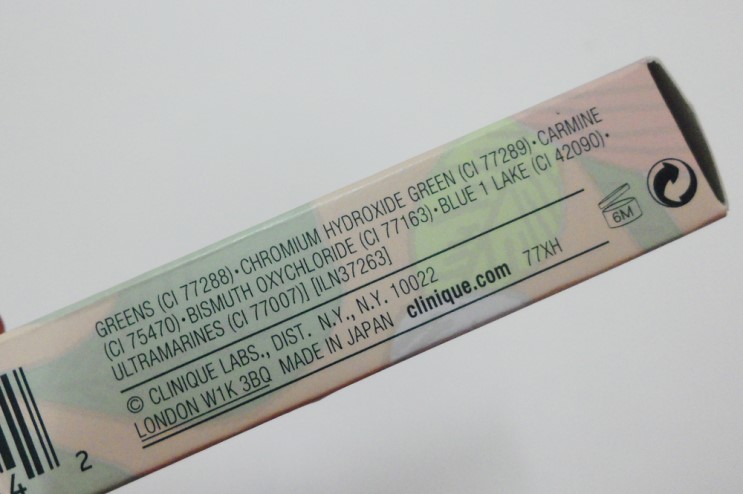 GREENS (CI 77288)•CHROMIUM HYDROXIDE GREEN (CI 77289)•CARMINE
(CI 75470)•BISMUTH OXYCHLORIDE (CI 77163)•BLUE 1 LAKE (CI 42090)•
ULTRAMARINES (CI 77007)] [ILN37263]
© CLINIQUE LABS., DIST. N.Y., N.Y. 10022
LONDON W1K 3BQ MADE IN JAPAN clinique.com 77XH
6M
4 2